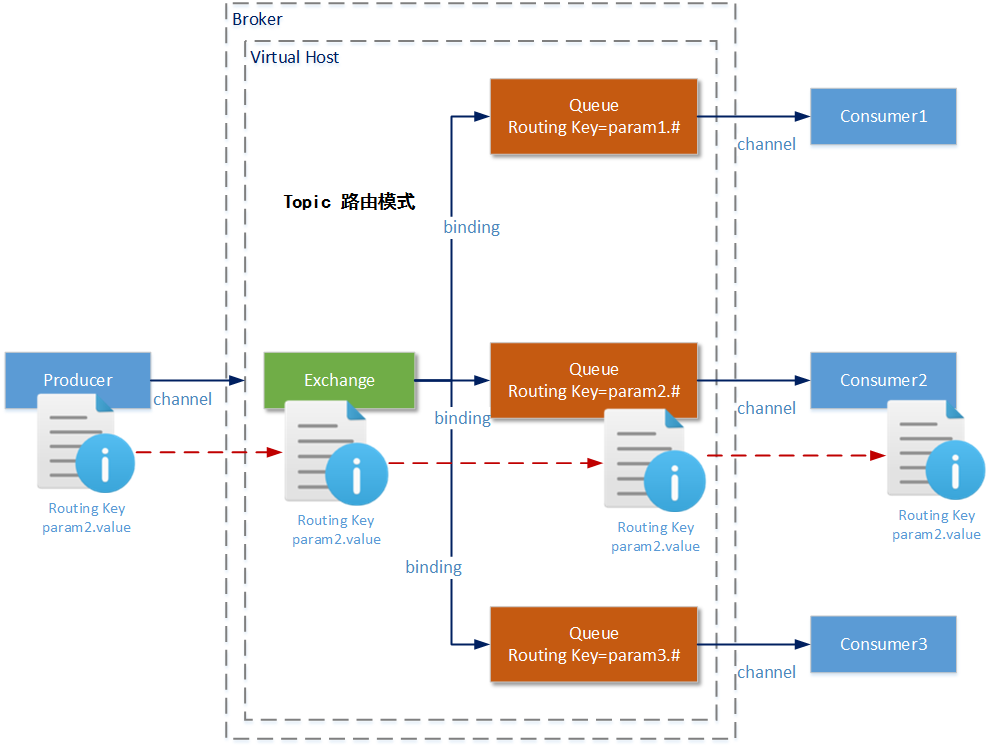 Broker
Virtual Host
Queue
Routing Key=param1.#
Consumer1
channel
Topic 路由模式
binding
Producer
channel
Exchange
Queue
Routing Key=param2.#
Consumer2
channel
binding
Routing Key
param2.value
Routing Key
param2.value
Routing Key
param2.value
Routing Key
param2.value
binding
Queue
Routing Key=param3.#
Consumer3
channel